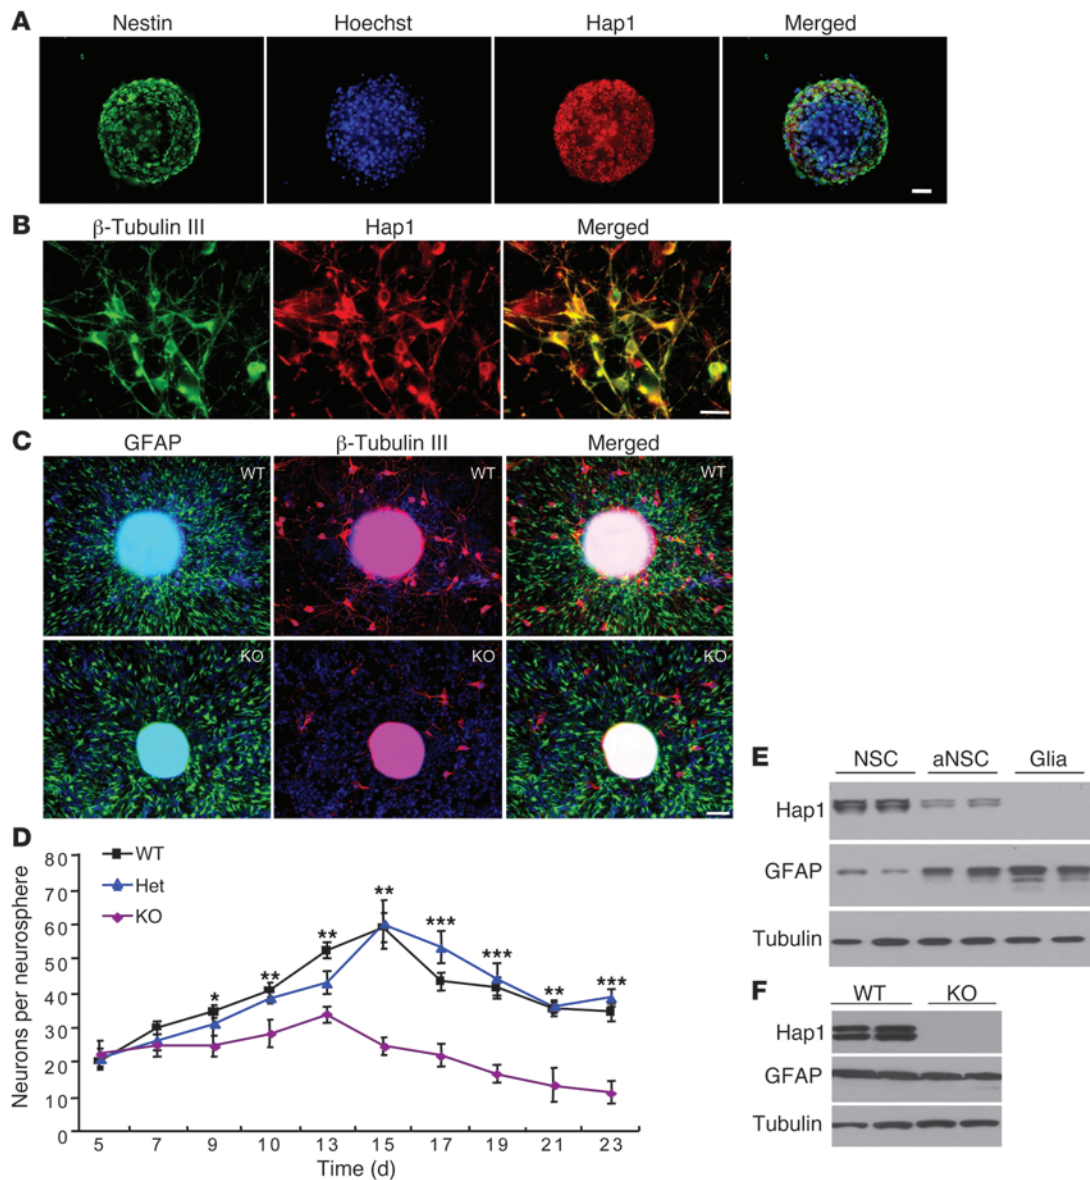 A
Nestin Hoechst Hap1 Merged
B
β-Tubulin III Hap1 Merged
C
GFAP β-Tubulin III Merged
WT WT WT
KO KO KO
D
80
70
60
50
40
30
20
10
0
Neurons per neurosphere
WT
Het
KO
* ** ** ** *** *** ** ***
5 7 9 10 13 15 17 19 21 23
Time (d)
E
NSC aNSC Glia
Hap1
GFAP
Tubulin
F
WT KO
Hap1
GFAP
Tubulin